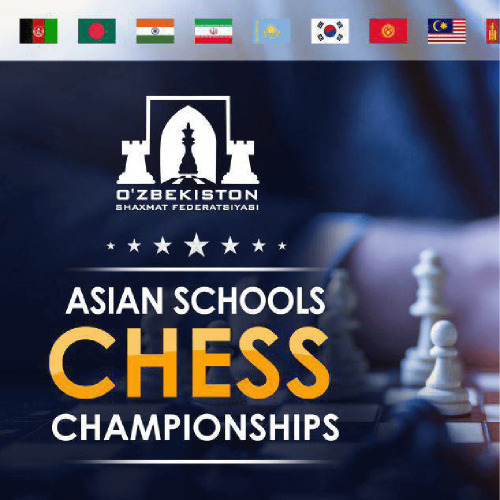 O'ZBEKISTON
SHAXMAT FEDERATSIYASI
ASIAN SCHOOLS
CHESS
CHAMPIONSHIPS